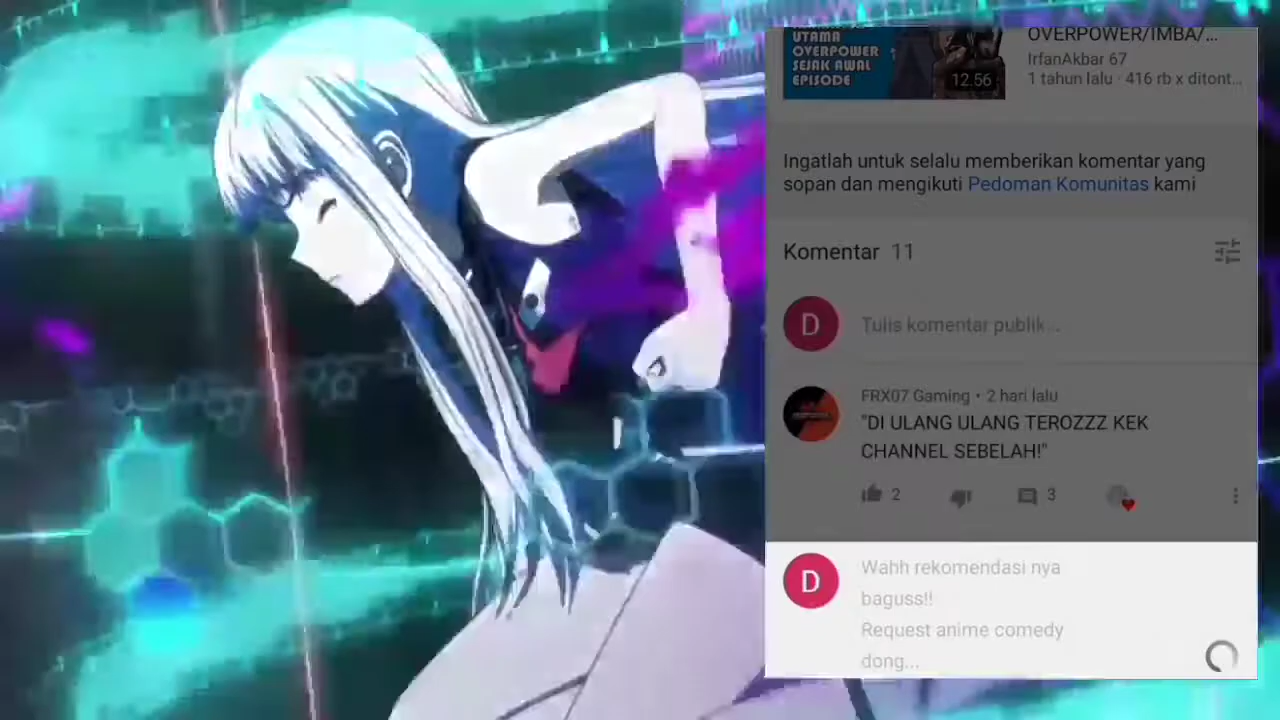 UTAMA
OVERPOWER
SEJAK AWAL
EPISODE
12.56
OVERPOWER/IMBA/...
IrfanAkbar 67
1 tahun lalu · 416 rb x ditont...
Ingatlah untuk selalu memberikan komentar yang
sopan dan mengikuti Pedoman Komunitas kami
Komentar 11
D
Tulis komentar publik...
FRX07 Gaming • 2 hari lalu
"DI ULANG ULANG TEROZZZ KEK
CHANNEL SEBELAH!"
2
3
D
Wahh rekomendasi nya
baguss!!
Request anime comedy
dong...